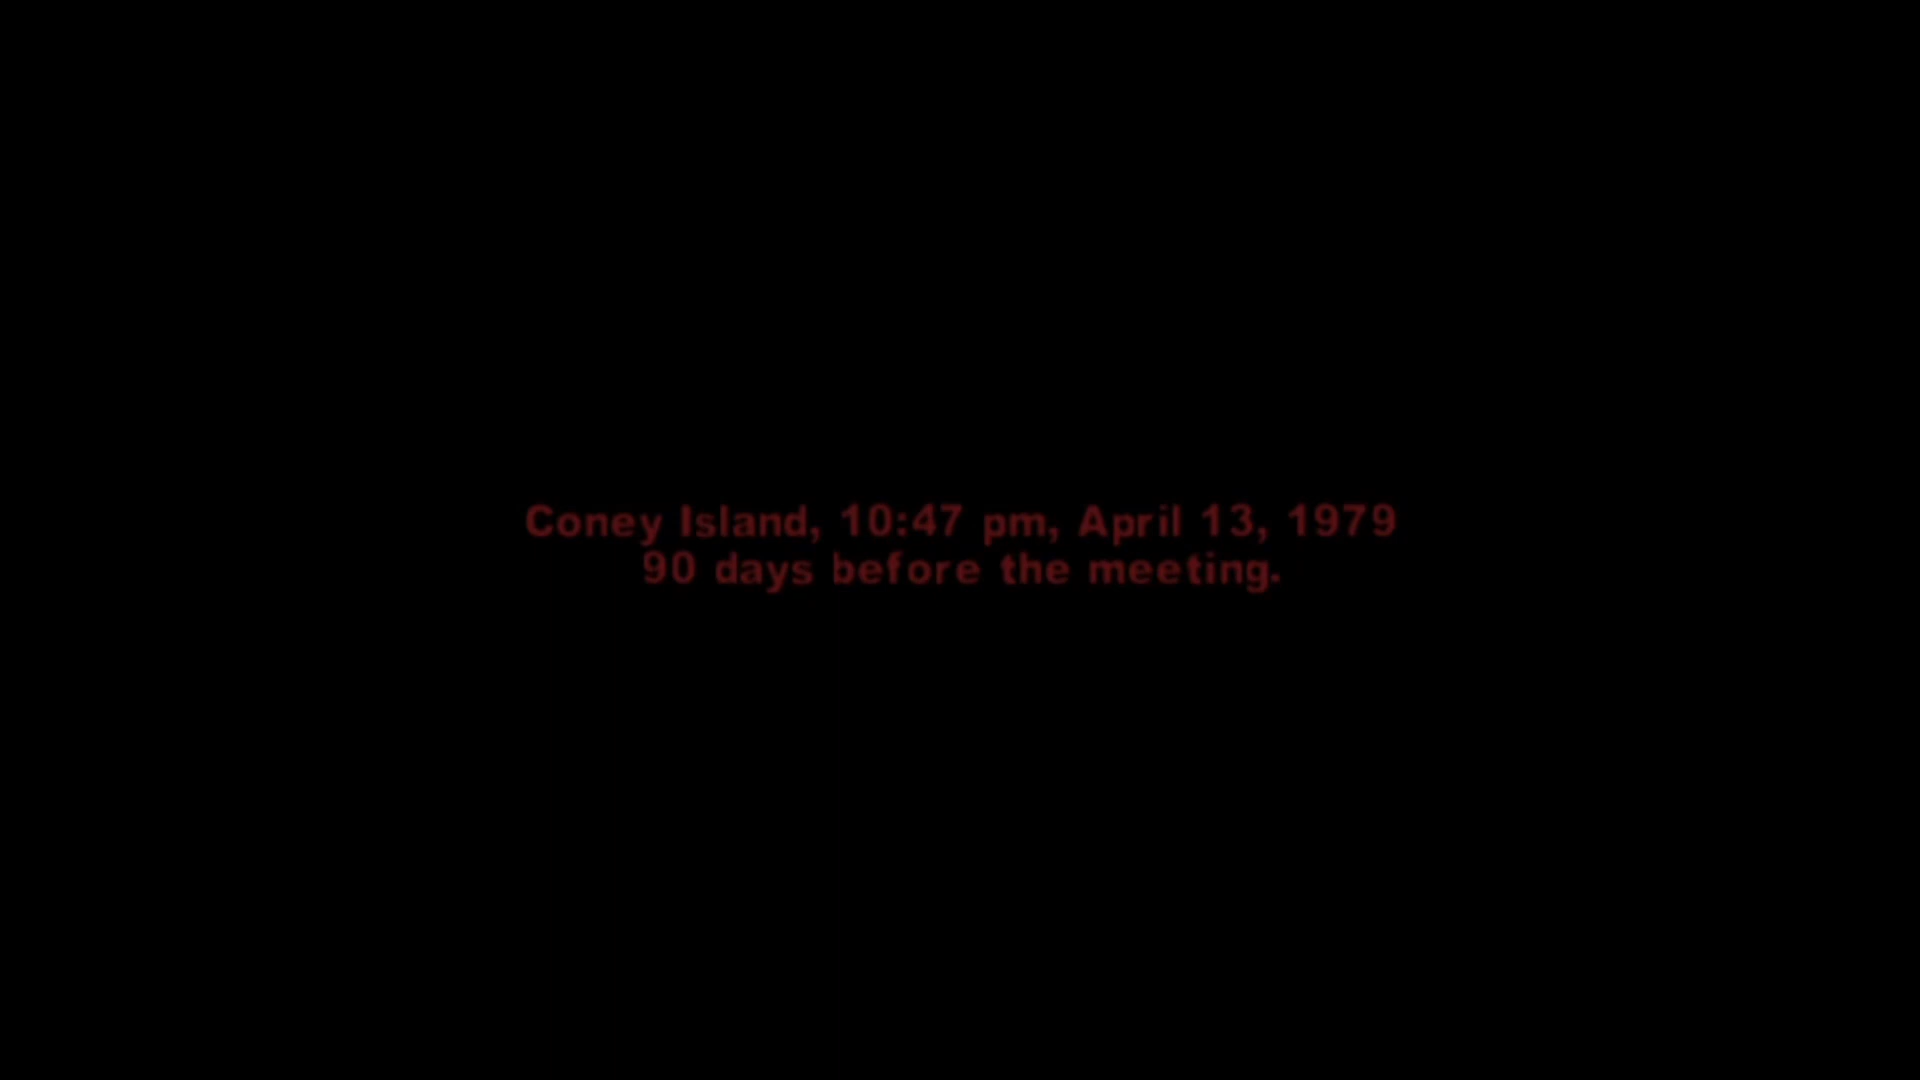 Coney Island, 10:47 pm, April 13, 1979
90 days before the meeting.